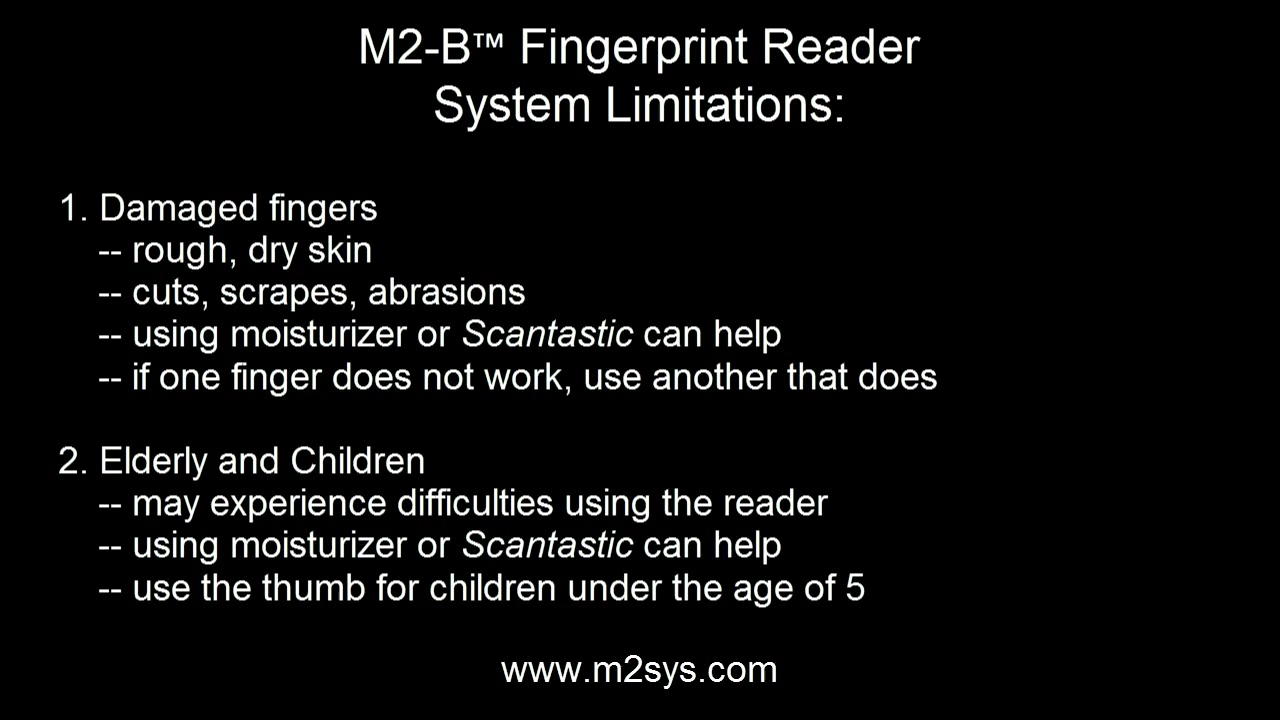 M2-B™ Fingerprint Reader
System Limitations:
1. Damaged fingers
-- rough, dry skin
-- cuts, scrapes, abrasions
-- using moisturizer or Scantastic can help
-- if one finger does not work, use another that does
2. Elderly and Children
-- may experience difficulties using the reader
-- using moisturizer or Scantastic can help
-- use the thumb for children under the age of 5
www.m2sys.com